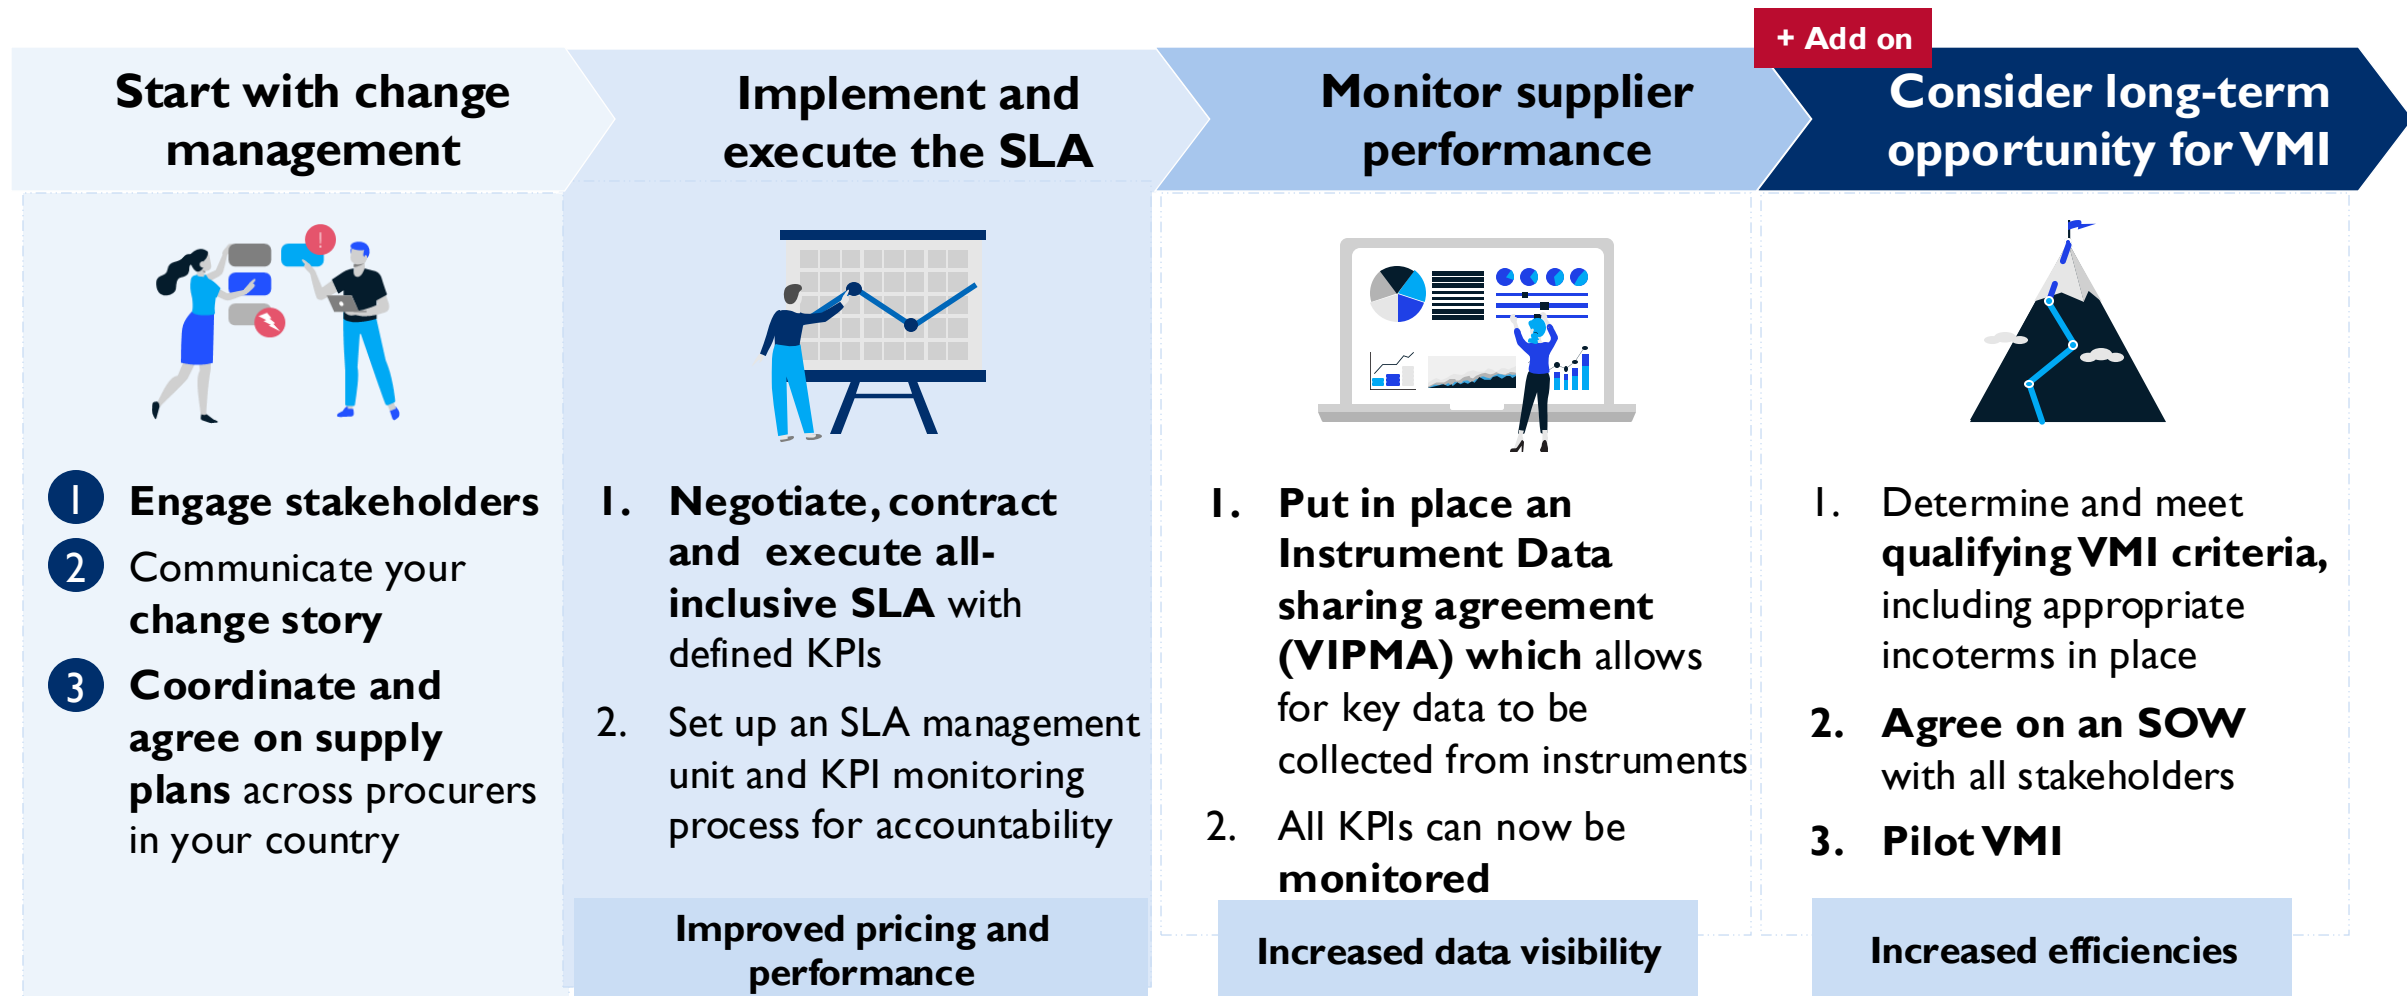 + Add on
Start with change
management
Implement and
execute the SLA
Monitor supplier
performance
Consider long-term
opportunity for VMI
!
1 Engage stakeholders
2 Communicate your
change story
3 Coordinate and
agree on supply
plans across procurers
in your country
1. Negotiate, contract
and execute all-
inclusive SLA with
defined KPIs
2. Set up an SLA management
unit and KPI monitoring
process for accountability
Improved pricing and
performance
1. Put in place an
Instrument Data
sharing agreement
(VIPMA) which allows
for key data to be
collected from instruments
2. All KPIs can now be
monitored
Increased data visibility
1. Determine and meet
qualifying VMI criteria,
including appropriate
incoterms in place
2. Agree on an SOW
with all stakeholders
3. Pilot VMI
Increased efficiencies